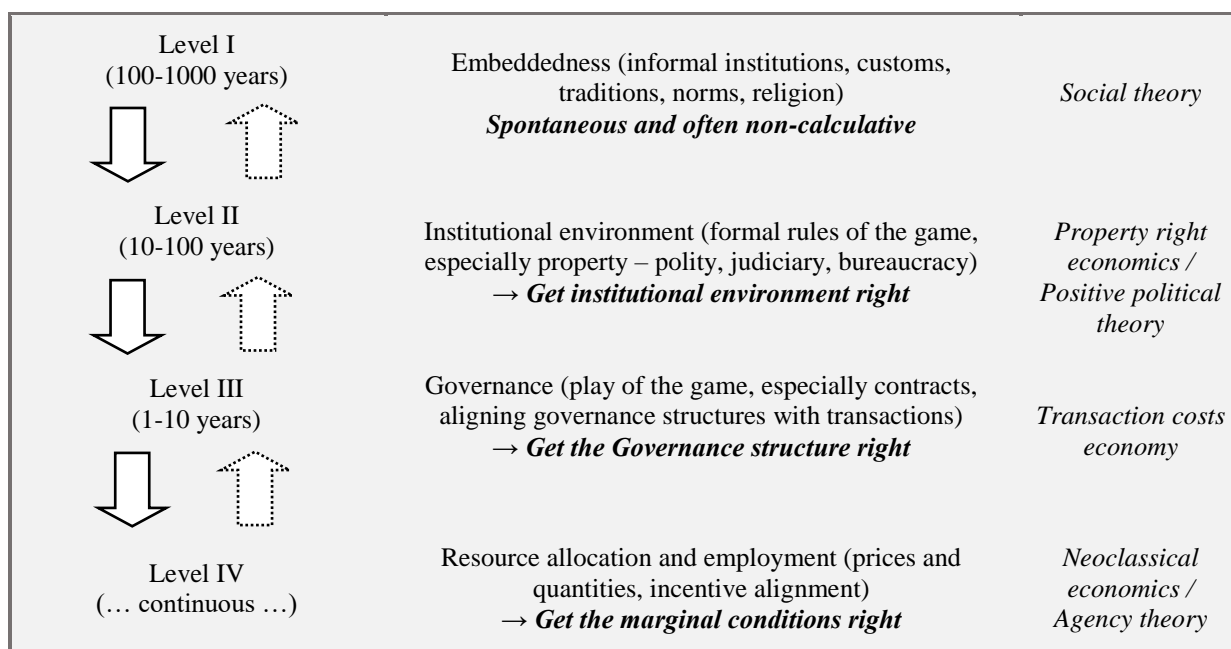 Level I
(100-1000 years)
Embeddedness (informal institutions, customs,
traditions, norms, religion)
Spontaneous and often non-calculative
Social theory
Level II
(10-100 years)
Institutional environment (formal rules of the game,
especially property – polity, judiciary, bureaucracy)
→ Get institutional environment right
Property right
economics /
Positive political
theory
Level III
(1-10 years)
Governance (play of the game, especially contracts,
aligning governance structures with transactions)
→ Get the Governance structure right
Transaction costs
economy
Level IV
(… continuous …)
Resource allocation and employment (prices and
quantities, incentive alignment)
→ Get the marginal conditions right
Neoclassical
economics /
Agency theory